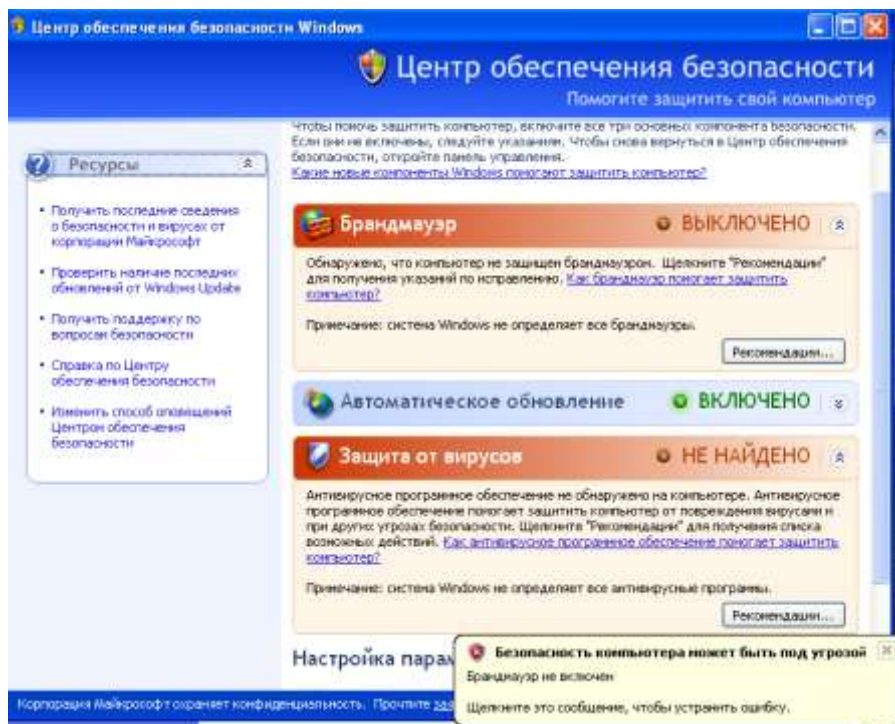 Центр обеспечения безопасности Windows
Центр обеспечения безопасности
Помогите защитить свой компьютер
Чтобы помочь защитить компьютер, включите все три основных компонента безопасности.
Если они не включены, следуйте указаниям. Чтобы снова вернуться в Центр обеспечения
безопасности, откройте панель управления.
Какие новые компоненты Windows помогают защитить компьютер?
Ресурсы
• Получить последние сведения
о безопасности и вирусах от
корпорации Майкрософт
• Проверить наличие последних
обновлений от Windows Update
• Получить поддержку по
вопросам безопасности
• Справка по Центру
обеспечения безопасности
• Изменить способ оповещений
Центром обеспечения
безопасности
Брандмауэр ВЫКЛЮЧЕНО
Обнаружено, что компьютер не защищен брандмауэром. Щелкните "Рекомендации"
для получения указаний по исправлению. Как брандмауэр помогает защитить
компьютер?
Примечание: система Windows не определяет все брандмауэры.
Рекомендации...
Автоматическое обновление ВКЛЮЧЕНО
Защита от вирусов НЕ НАЙДЕНО
Антивирусное программное обеспечение не обнаружено на компьютере. Антивирусное
программное обеспечение помогает защитить компьютер от повреждения вирусами и
при других угрозах безопасности. Щелкните "Рекомендации" для получения списка
возможных действий. Как антивирусное программное обеспечение помогает защитить
компьютер?
Примечание: система Windows не определяет все антивирусные программы.
Рекомендации...
Настройка парам
Безопасность компьютера может быть под угрозой
Брандмауэр не включен
Щелкните это сообщение, чтобы устранить ошибку.
Корпорация Майкрософт охраняет конфиденциальность. Прочтите зая